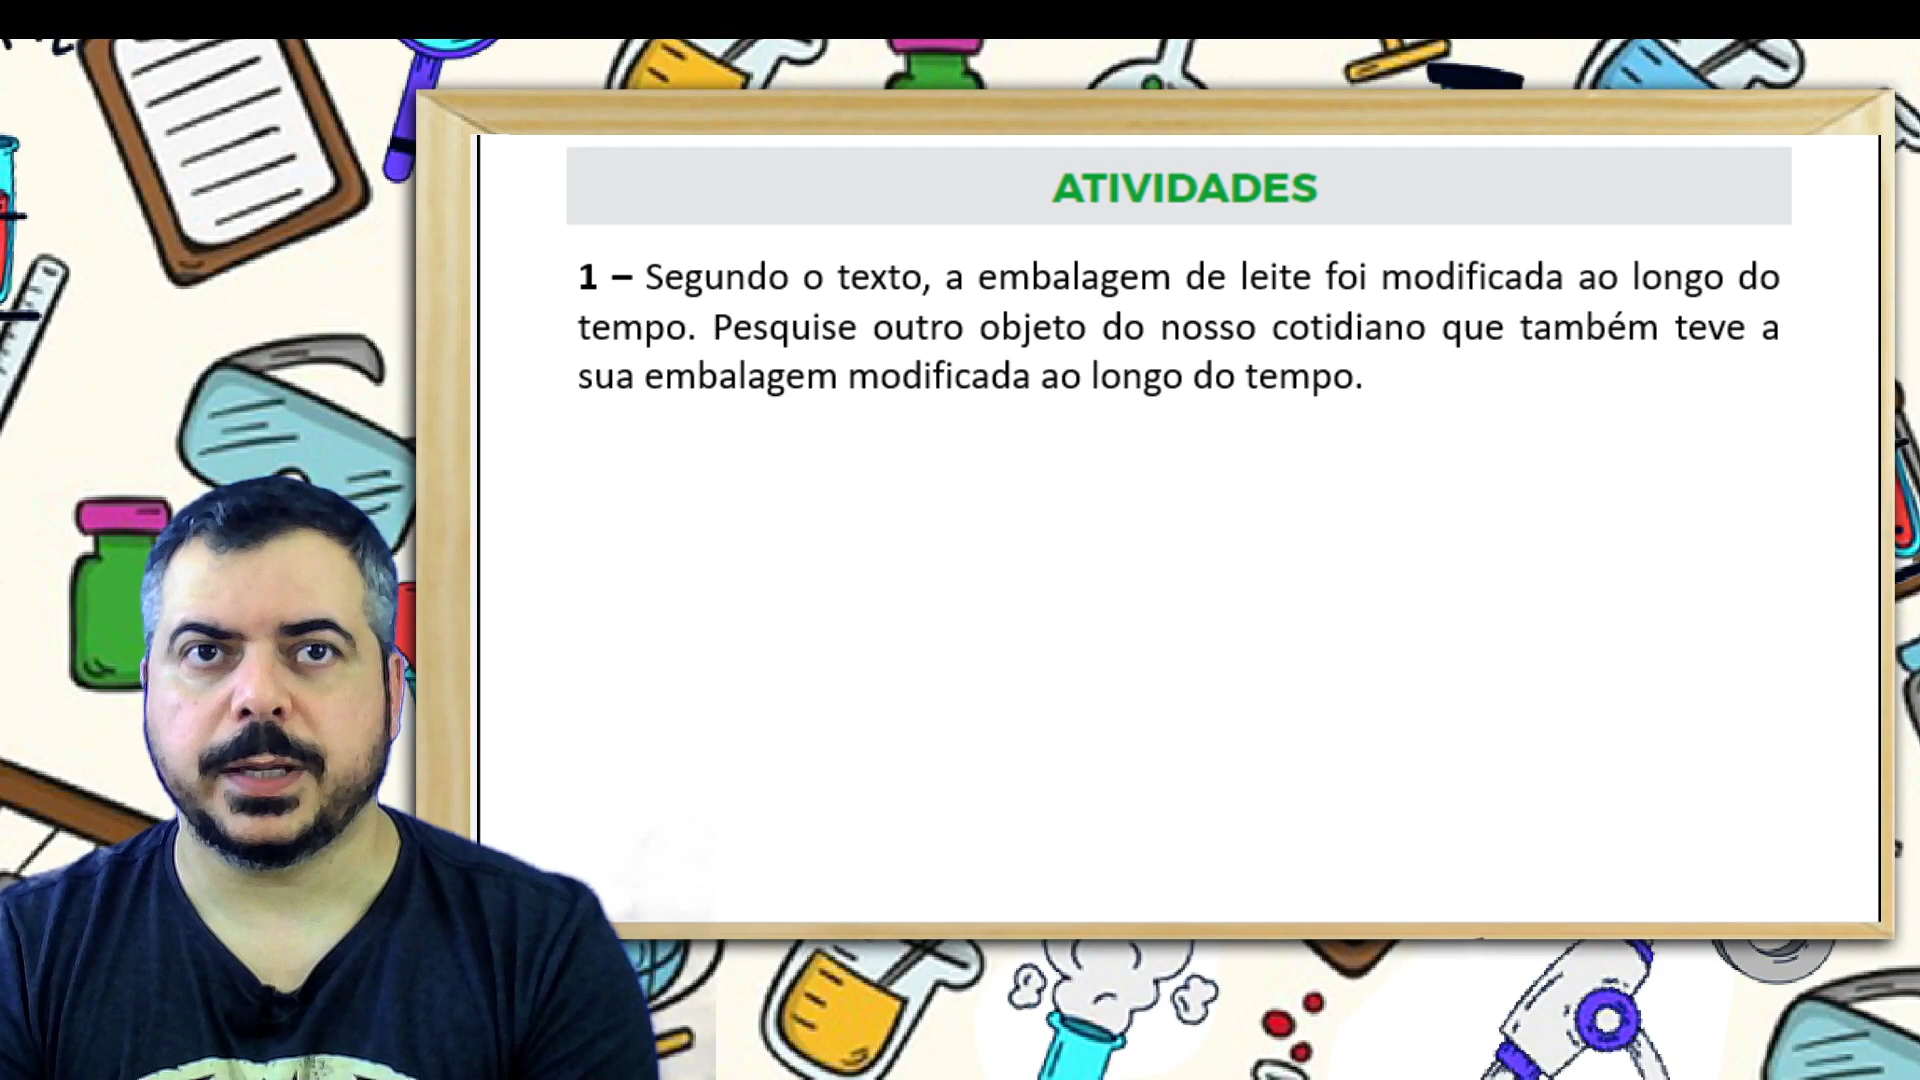 ATIVIDADES
1 – Segundo o texto, a embalagem de leite foi modificada ao longo do
tempo. Pesquise outro objeto do nosso cotidiano que também teve a
sua embalagem modificada ao longo do tempo.